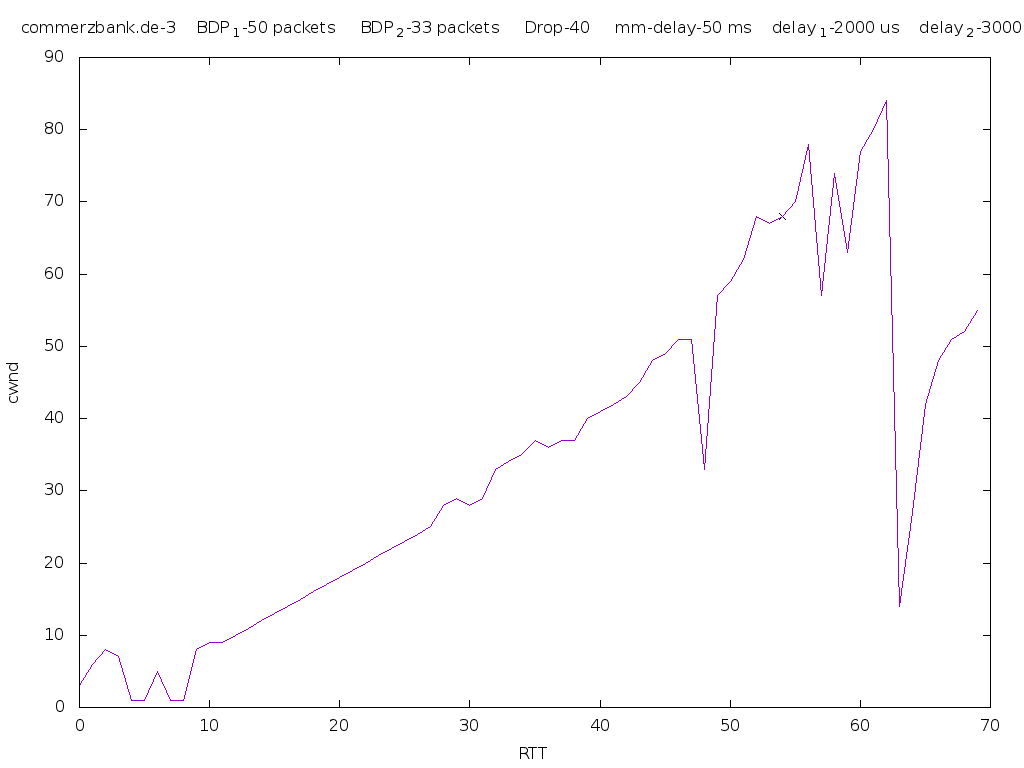 commerzbank.de-3 BDP1-50 packets BDP2-33 packets Drop-40 mm-delay-50 ms delay1-2000 us delay2-3000
90
80
70
60
50
40
30
20
10
0
cwnd
0 10 20 30 40 50 60 70
RTT